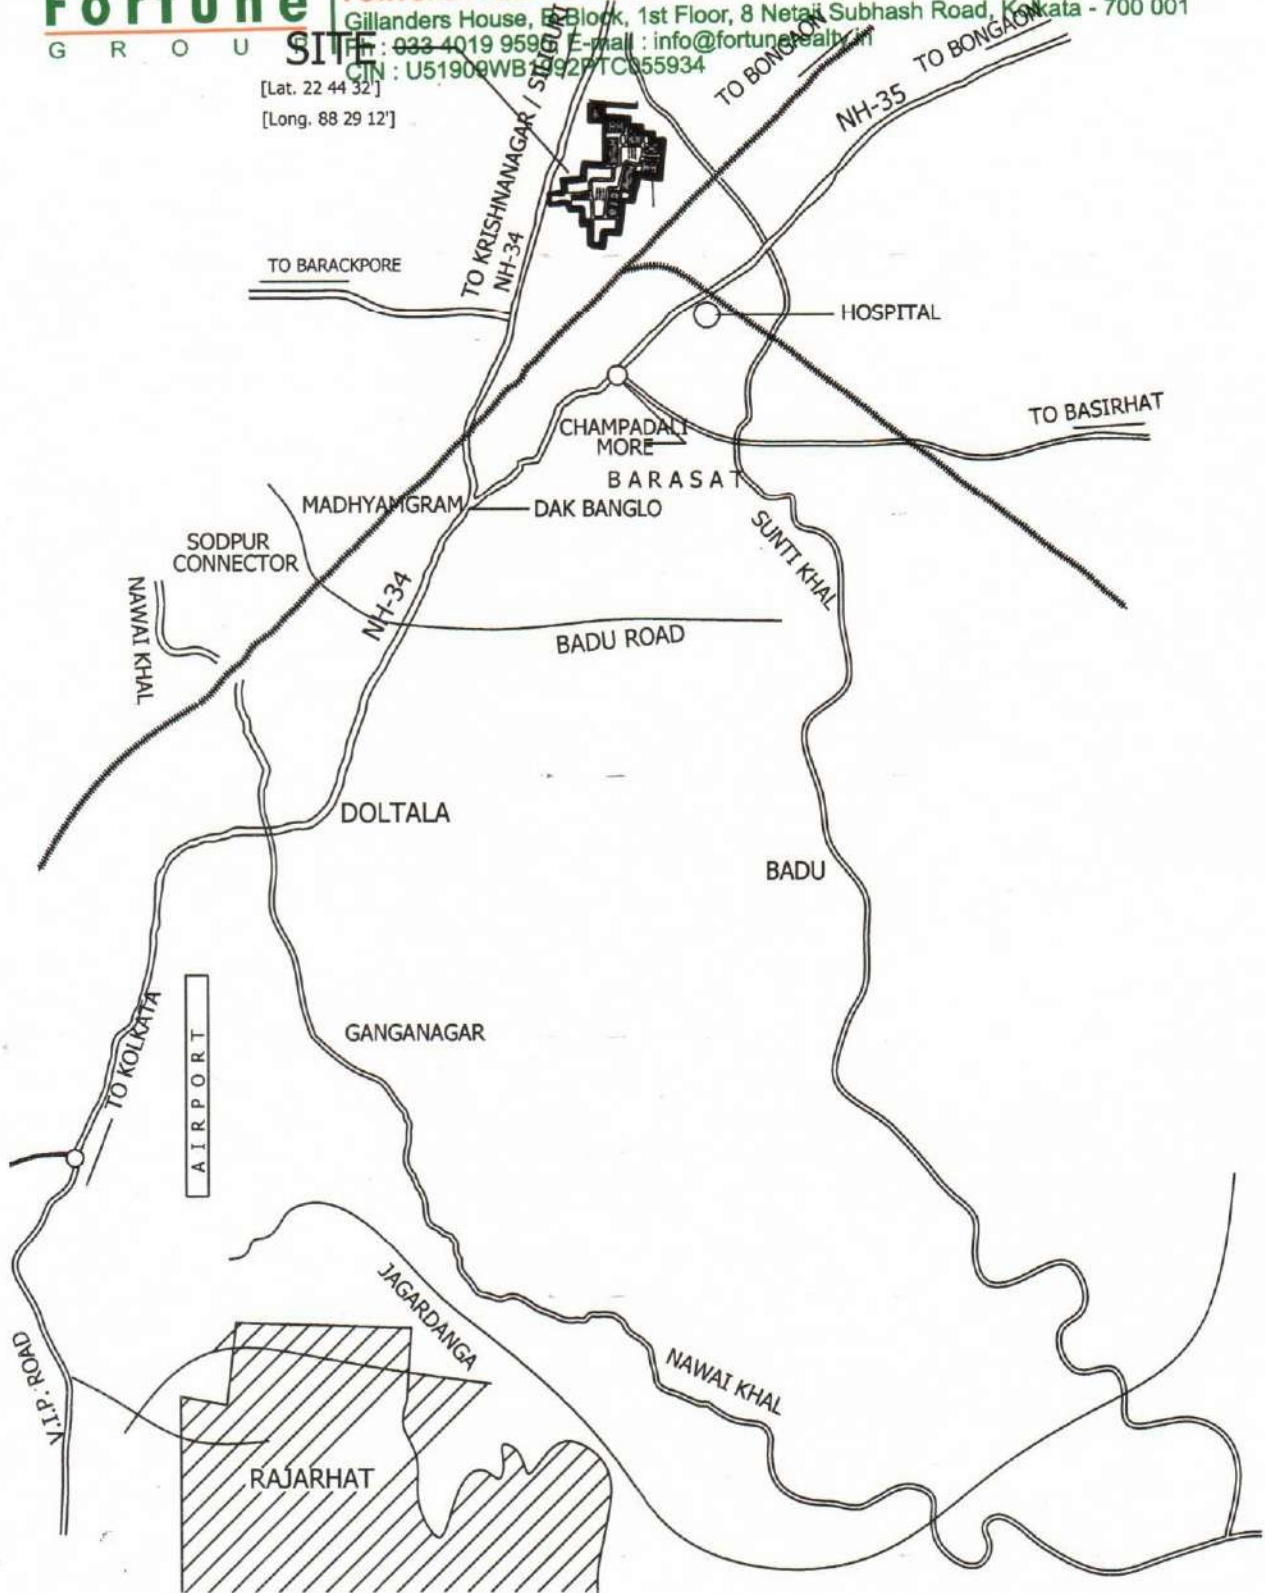 Fortune
GROUP
Gillanders House, E Block, 1st Floor, 8 Netaji Subhash Road, Kolkata - 700 001
Ph : 033 4019 959 E-mail : info@fortunerealty.in
CIN : U51909WB1992PTC055934
SITE
[Lat. 22 44 32']
[Long. 88 29 12']
TO KRISHNANAGAR / SILIGURI
NH-34
TO BONGAON
TO BONGAON
NH-35
TO BARACKPORE
HOSPITAL
TO BASIRHAT
CHAMPADALI
MORE
BARASAT
MADHYAMGRAM
DAK BANGLO
SODPUR
CONNECTOR
SUNTI KHAL
NAWAI KHAL
NH-34
BADU ROAD
DOLTALA
BADU
TO KOLKATA
AIRPORT
GANGANAGAR
JAGARDANGA
V.I.P. ROAD
NAWAI KHAL
RAJARHAT